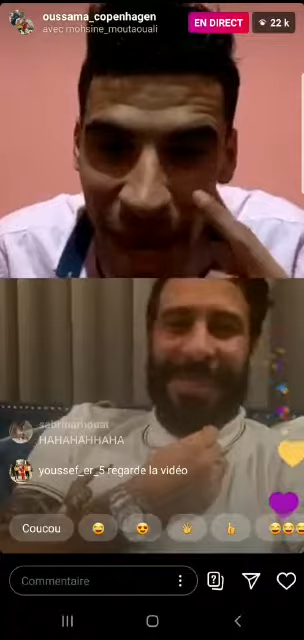 oussama_copenhagen
avec mohsine_moutaouali
EN DIRECT
22 k
HAHAHAHHAHA
youssef_er_5 regarde la vidéo
Coucou
Commentaire